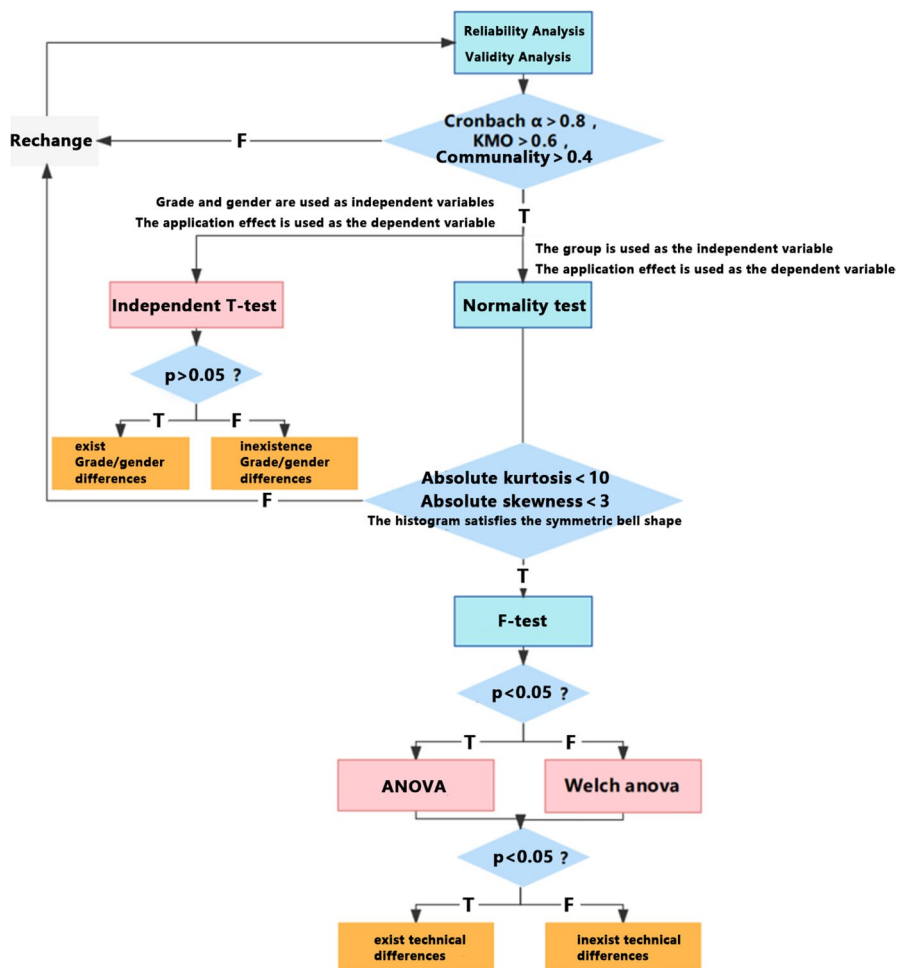 Reliability Analysis
Validity Analysis
Cronbach α > 0.8 ,
KMO > 0.6 ,
Communality > 0.4
F
Rechange
T
Grade and gender are used as independent variables
The application effect is used as the dependent variable
The group is used as the independent variable
The application effect is used as the dependent variable
Independent T-test
Normality test
p>0.05 ?
T
F
exist
Grade/gender
differences
inexistence
Grade/gender
differences
Absolute kurtosis < 10
Absolute skewness < 3
The histogram satisfies the symmetric bell shape
F
T
F-test
p<0.05 ?
T
F
ANOVA
Welch anova
p<0.05 ?
T
F
exist technical
differences
inexist technical
differences